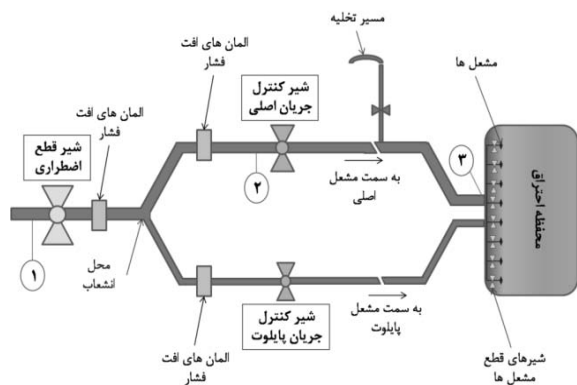 مسیر تخلیه
المان های افت
فشار
شیر کنترل
جریان اصلی
مشعل ها
المان های افت
فشار
شیر قطع
اضطراری
۲
به سمت مشعل
اصلی
۳
محفظه احتراق
۱
محل
انشعاب
شیر کنترل
جریان پایلوت
به سمت مشعل
پایلوت
المان های افت
فشار
شیرهای قطع
مشعل ها